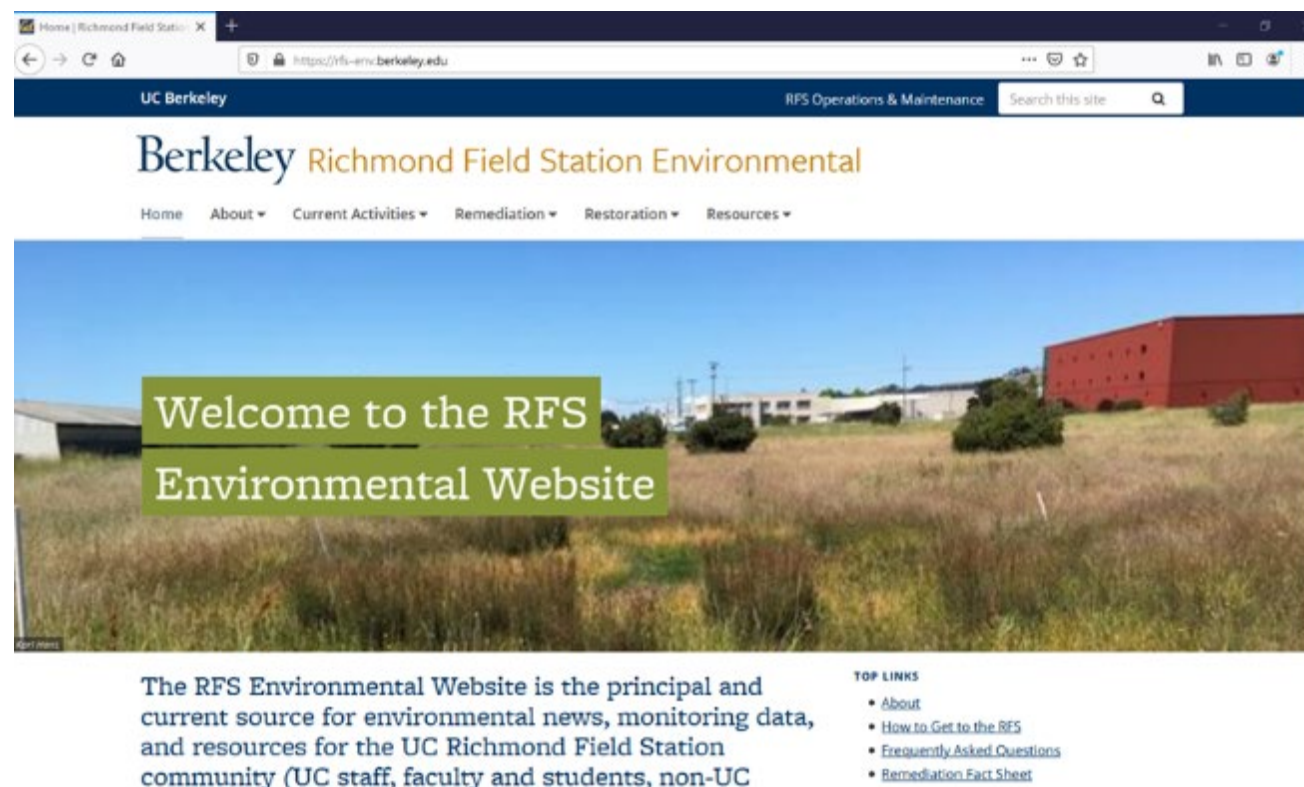 Home | Richmond Field Statio
https://rfs-env.berkeley.edu
UC Berkeley
RFS Operations & Maintenance
Search this site
Berkeley Richmond Field Station Environmental
Home About Current Activities Remediation Restoration Resources
Welcome to the RFS
Environmental Website
The RFS Environmental Website is the principal and
current source for environmental news, monitoring data,
and resources for the UC Richmond Field Station
community (UC staff, faculty and students, non-UC
TOP LINKS
About
How to Get to the RFS
Frequently Asked Questions
Remediation Fact Sheet